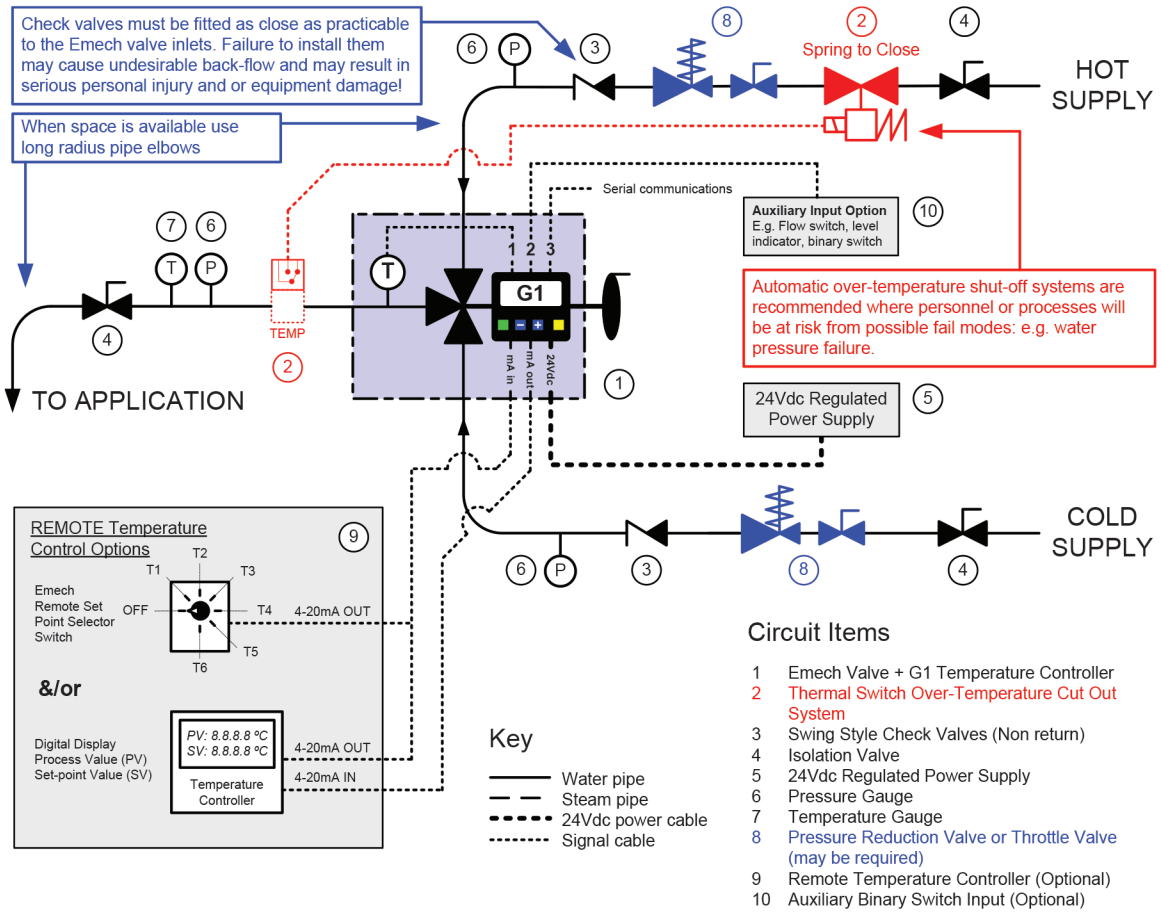 Check valves must be fitted as close as practicable
to the Emech valve inlets. Failure to install them
may cause undesirable back-flow and may result in
serious personal injury and or equipment damage!
When space is available use
long radius pipe elbows
6
P
3
8
2
Spring to Close
4
HOT
SUPPLY
Serial communications
Auxiliary Input Option
E.g. Flow switch, level
indicator, binary switch
10
7
6
T
P
4
TEMP
2
T
1 2 3
G1
mA in
mA out
24Vdc
1
Automatic over-temperature shut-off systems are
recommended where personnel or processes will
be at risk from possible fail modes: e.g. water
pressure failure.
TO APPLICATION
24Vdc Regulated
Power Supply
5
6
P
3
8
4
COLD
SUPPLY
REMOTE Temperature
Control Options
9
Emech
Remote Set
Point Selector
Switch
OFF
T1
T2
T3
T4
T5
T6
4-20mA OUT
&/or
Digital Display
Process Value (PV)
Set-point Value (SV)
PV: 8.8.8.8 ºC
SV: 8.8.8.8 ºC
Temperature
Controller
4-20mA OUT
4-20mA IN
Key
Water pipe
Steam pipe
24Vdc power cable
Signal cable
Circuit Items
1 Emech Valve + G1 Temperature Controller
2 Thermal Switch Over-Temperature Cut Out
System
3 Swing Style Check Valves (Non return)
4 Isolation Valve
5 24Vdc Regulated Power Supply
6 Pressure Gauge
7 Temperature Gauge
8 Pressure Reduction Valve or Throttle Valve
(may be required)
9 Remote Temperature Controller (Optional)
10 Auxiliary Binary Switch Input (Optional)